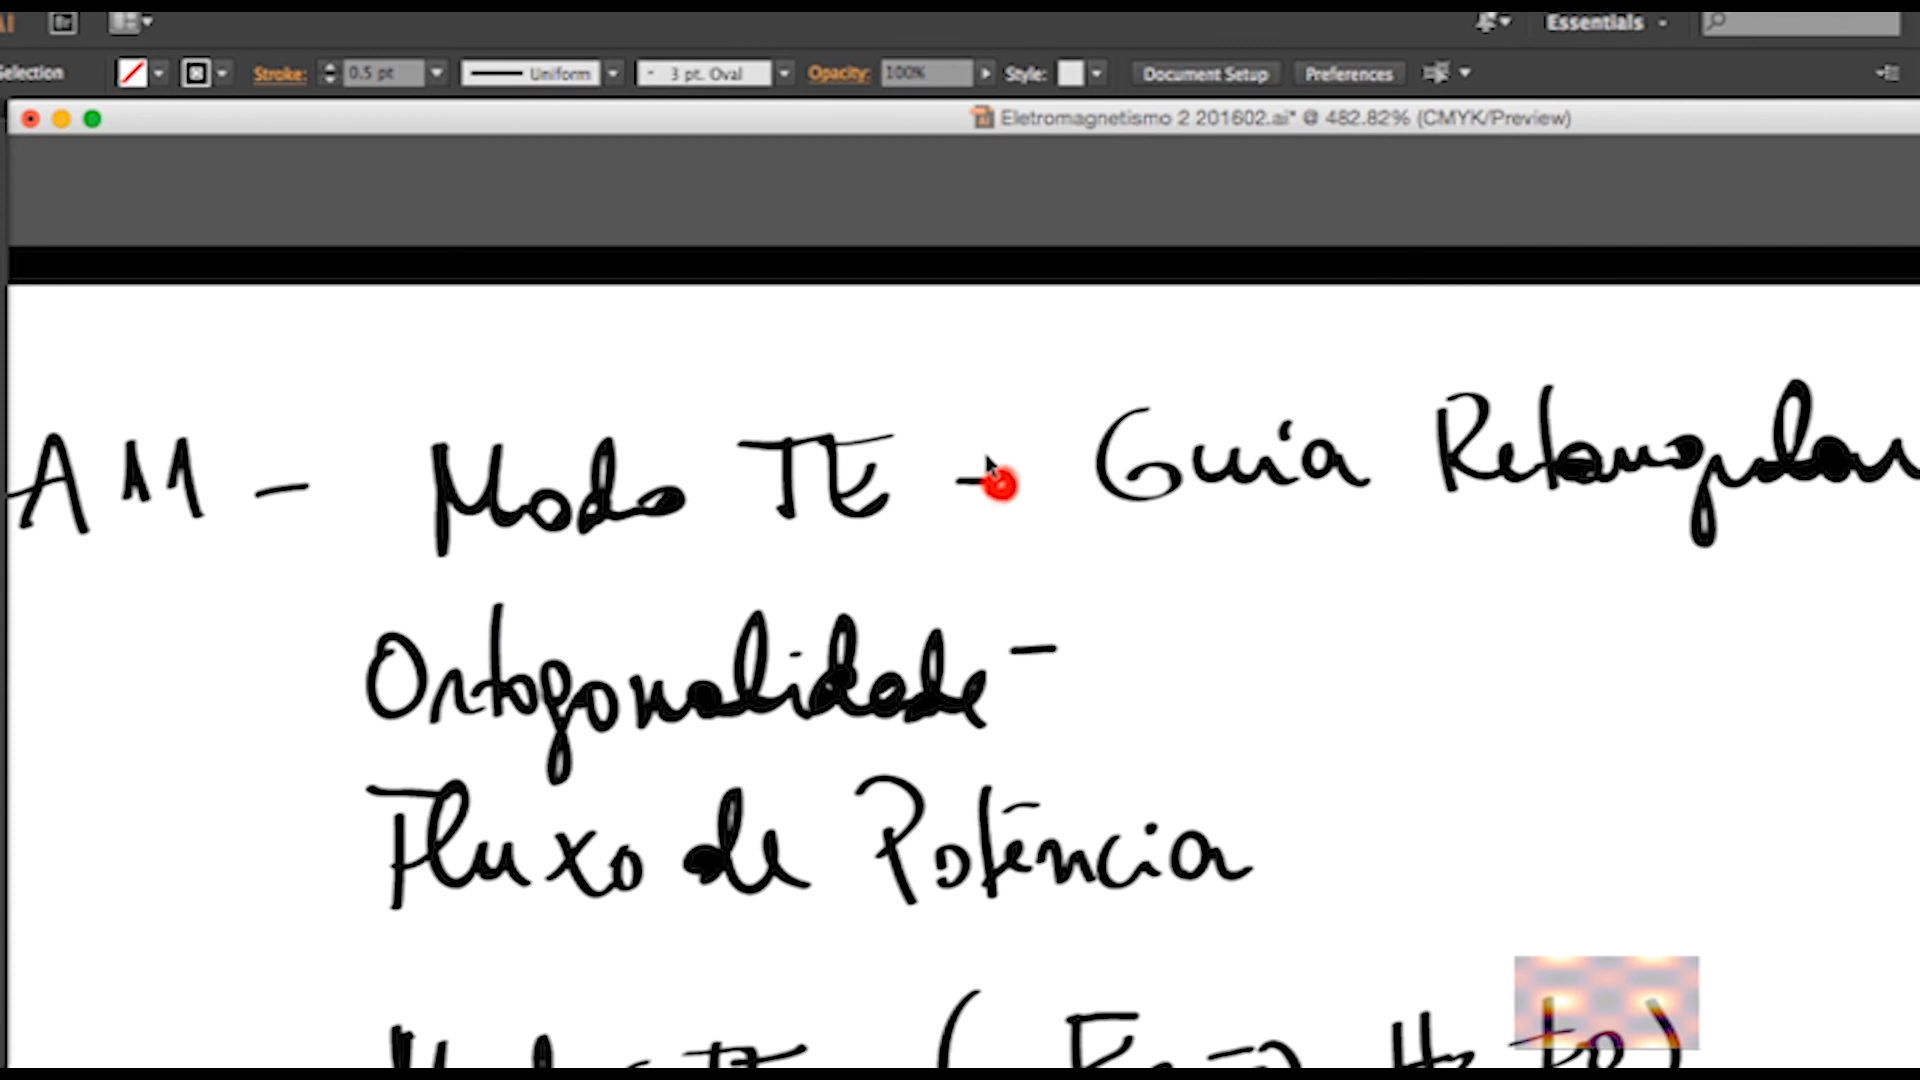 Essentials
Selection Stroke: 0.5 pt Uniform 3 pt. Oval Opacity: 100% Style: Document Setup Preferences
Eletromagnetismo 2 201602.ai* @ 482.82% (CMYK/Preview)
Modo TE - Guia Retangular
Ortogonalidade -
Fluxo de Potência